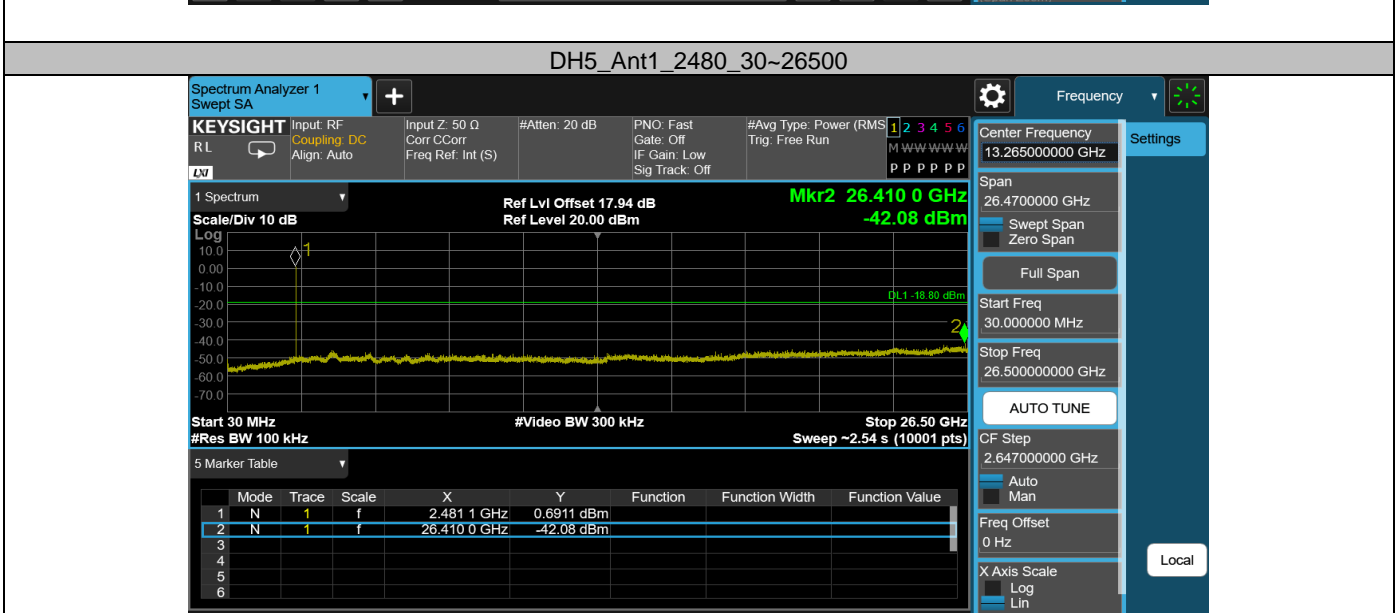 DH5_Ant1_2480_30~26500
Spectrum Analyzer 1
Swept SA
Frequency
KEYSIGHT
R L
LXI
Input: RF
Coupling: DC
Align: Auto
Input Z: 50 Ω
Corr CCorr
Freq Ref: Int (S)
#Atten: 20 dB
PNO: Fast
Gate: Off
IF Gain: Low
Sig Track: Off
#Avg Type: Power (RMS
Trig: Free Run
1 2 3 4 5 6
M W W W W W
P P P P P P
Center Frequency
13.265000000 GHz
Settings
Span
26.4700000 GHz
Swept Span
Zero Span
Full Span
Start Freq
30.000000 MHz
Stop Freq
26.500000000 GHz
AUTO TUNE
CF Step
2.647000000 GHz
Auto
Man
Freq Offset
0 Hz
X Axis Scale
Log
Lin
Local
1 Spectrum
Scale/Div 10 dB
Ref Lvl Offset 17.94 dB
Ref Level 20.00 dBm
Mkr2 26.410 0 GHz
-42.08 dBm
Log
10.0
0.00
-10.0
-20.0
-30.0
-40.0
-50.0
-60.0
-70.0
1
DL1 -18.80 dBm
2
Start 30 MHz
#Res BW 100 kHz
#Video BW 300 kHz
Stop 26.50 GHz
Sweep ~2.54 s (10001 pts)
5 Marker Table
Mode Trace Scale X Y Function Function Width Function Value
1 N 1 f 2.481 1 GHz 0.6911 dBm
2 N 1 f 26.410 0 GHz -42.08 dBm
3
4
5
6